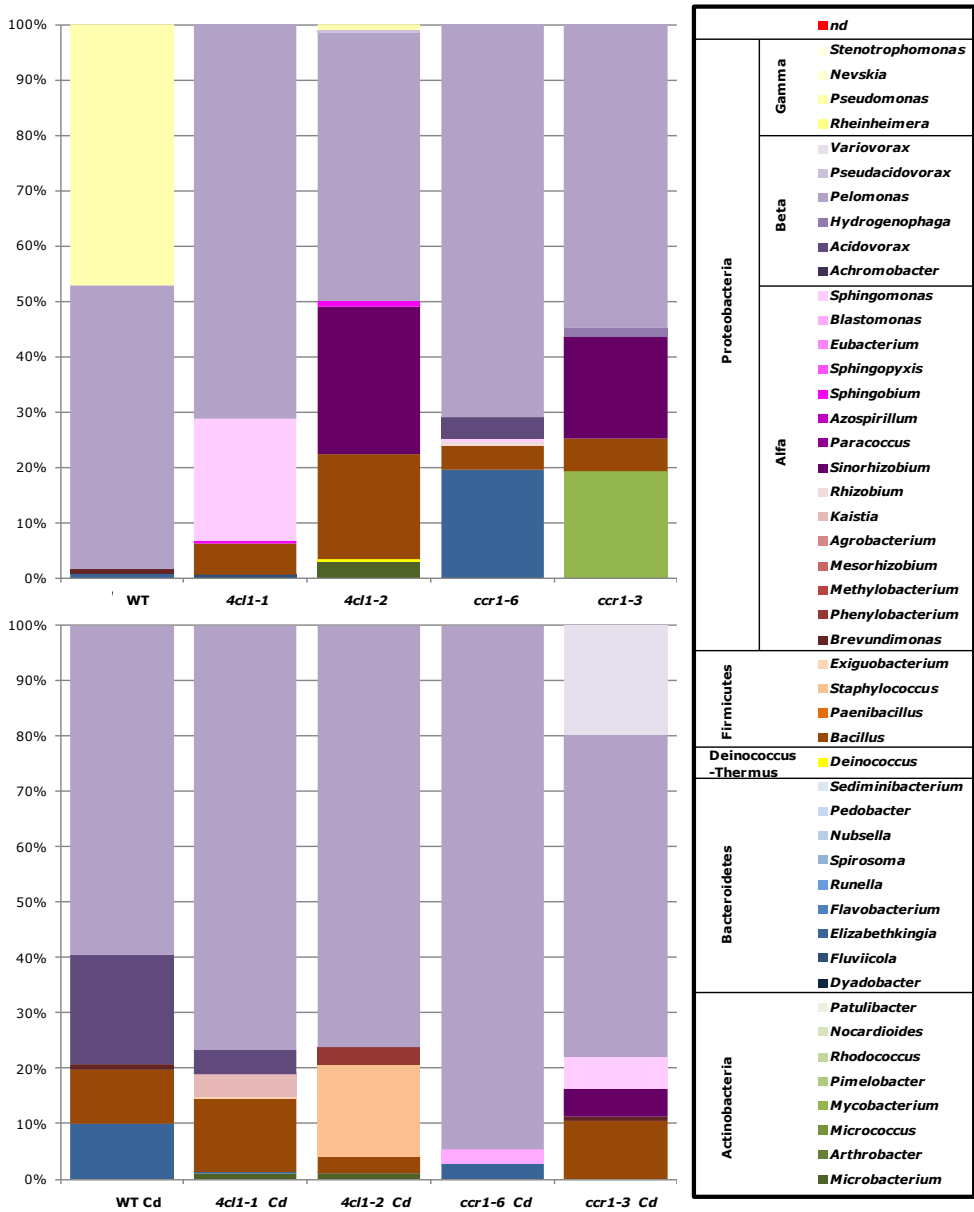 100%
90%
80%
70%
60%
50%
40%
30%
20%
10%
0%
WT 4cl1-1 4cl1-2 ccr1-6 ccr1-3
100%
90%
80%
70%
60%
50%
40%
30%
20%
10%
0%
WT Cd 4cl1-1 Cd 4cl1-2 Cd ccr1-6 Cd ccr1-3 Cd
nd
Proteobacteria
Gamma
Stenotrophomonas
Nevskia
Pseudomonas
Rheinheimera
Beta
Variovorax
Pseudacidovorax
Pelomonas
Hydrogenophaga
Acidovorax
Achromobacter
Alfa
Sphingomonas
Blastomonas
Eubacterium
Sphingopyxis
Sphingobium
Azospirillum
Paracoccus
Sinorhizobium
Rhizobium
Kaistia
Agrobacterium
Mesorhizobium
Methylobacterium
Phenylobacterium
Brevundimonas
Firmicutes
Exiguobacterium
Staphylococcus
Paenibacillus
Bacillus
Deinococcus
-Thermus
Deinococcus
Bacteroidetes
Sediminibacterium
Pedobacter
Nubsella
Spirosoma
Runella
Flavobacterium
Elizabethkingia
Fluviicola
Dyadobacter
Actinobacteria
Patulibacter
Nocardioides
Rhodococcus
Pimelobacter
Mycobacterium
Micrococcus
Arthrobacter
Microbacterium